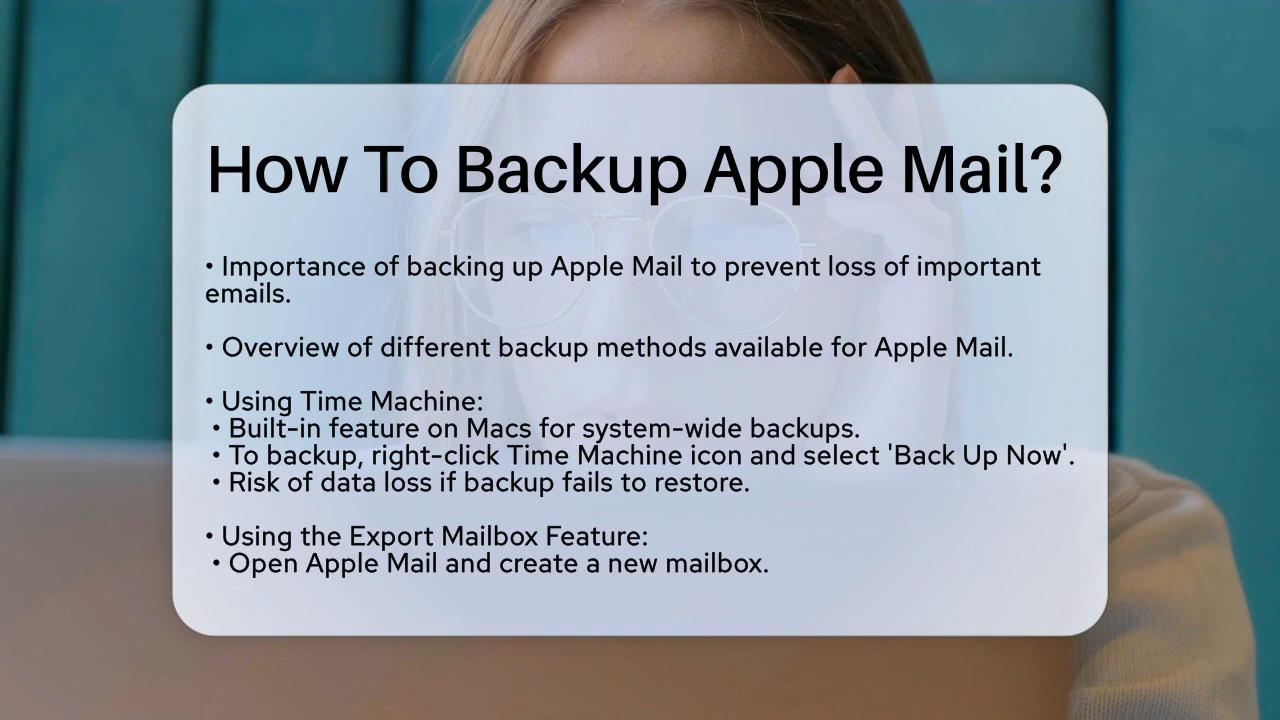 How To Backup Apple Mail?
• Importance of backing up Apple Mail to prevent loss of important
emails.
• Overview of different backup methods available for Apple Mail.
• Using Time Machine:
• Built-in feature on Macs for system-wide backups.
• To backup, right-click Time Machine icon and select 'Back Up Now'.
• Risk of data loss if backup fails to restore.
• Using the Export Mailbox Feature:
• Open Apple Mail and create a new mailbox.